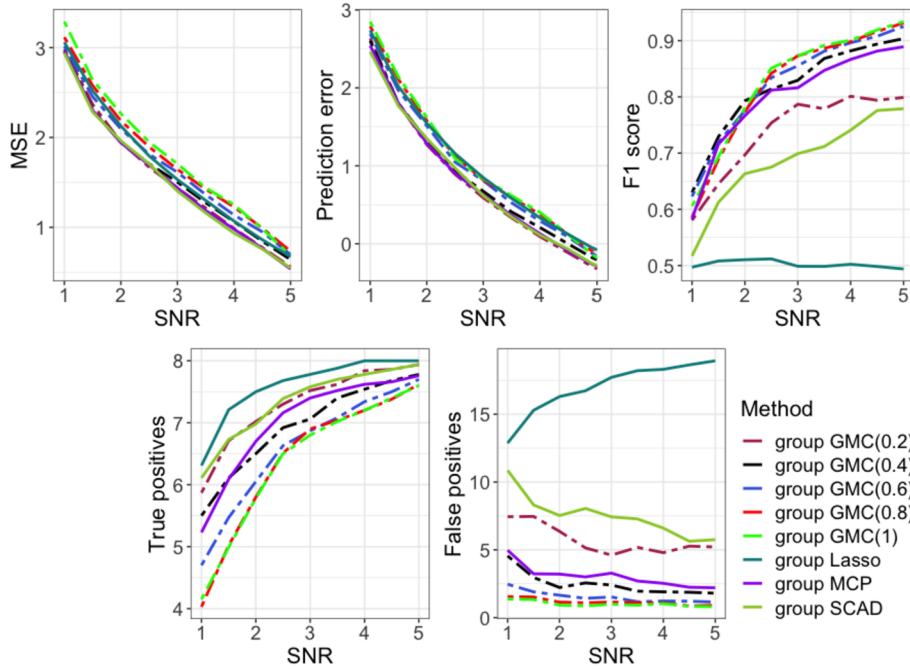 MSE
3
2
1
1
2
3
4
5
SNR
Prediction error
3
2
1
0
1
2
3
4
5
SNR
F1 score
0.9
0.8
0.7
0.6
0.5
1
2
3
4
5
SNR
True positives
8
7
6
5
4
1
2
3
4
5
SNR
False positives
15
10
5
0
1
2
3
4
5
SNR
Method
group GMC(0.2)
group GMC(0.4)
group GMC(0.6)
group GMC(0.8)
group GMC(1)
group Lasso
group MCP
group SCAD